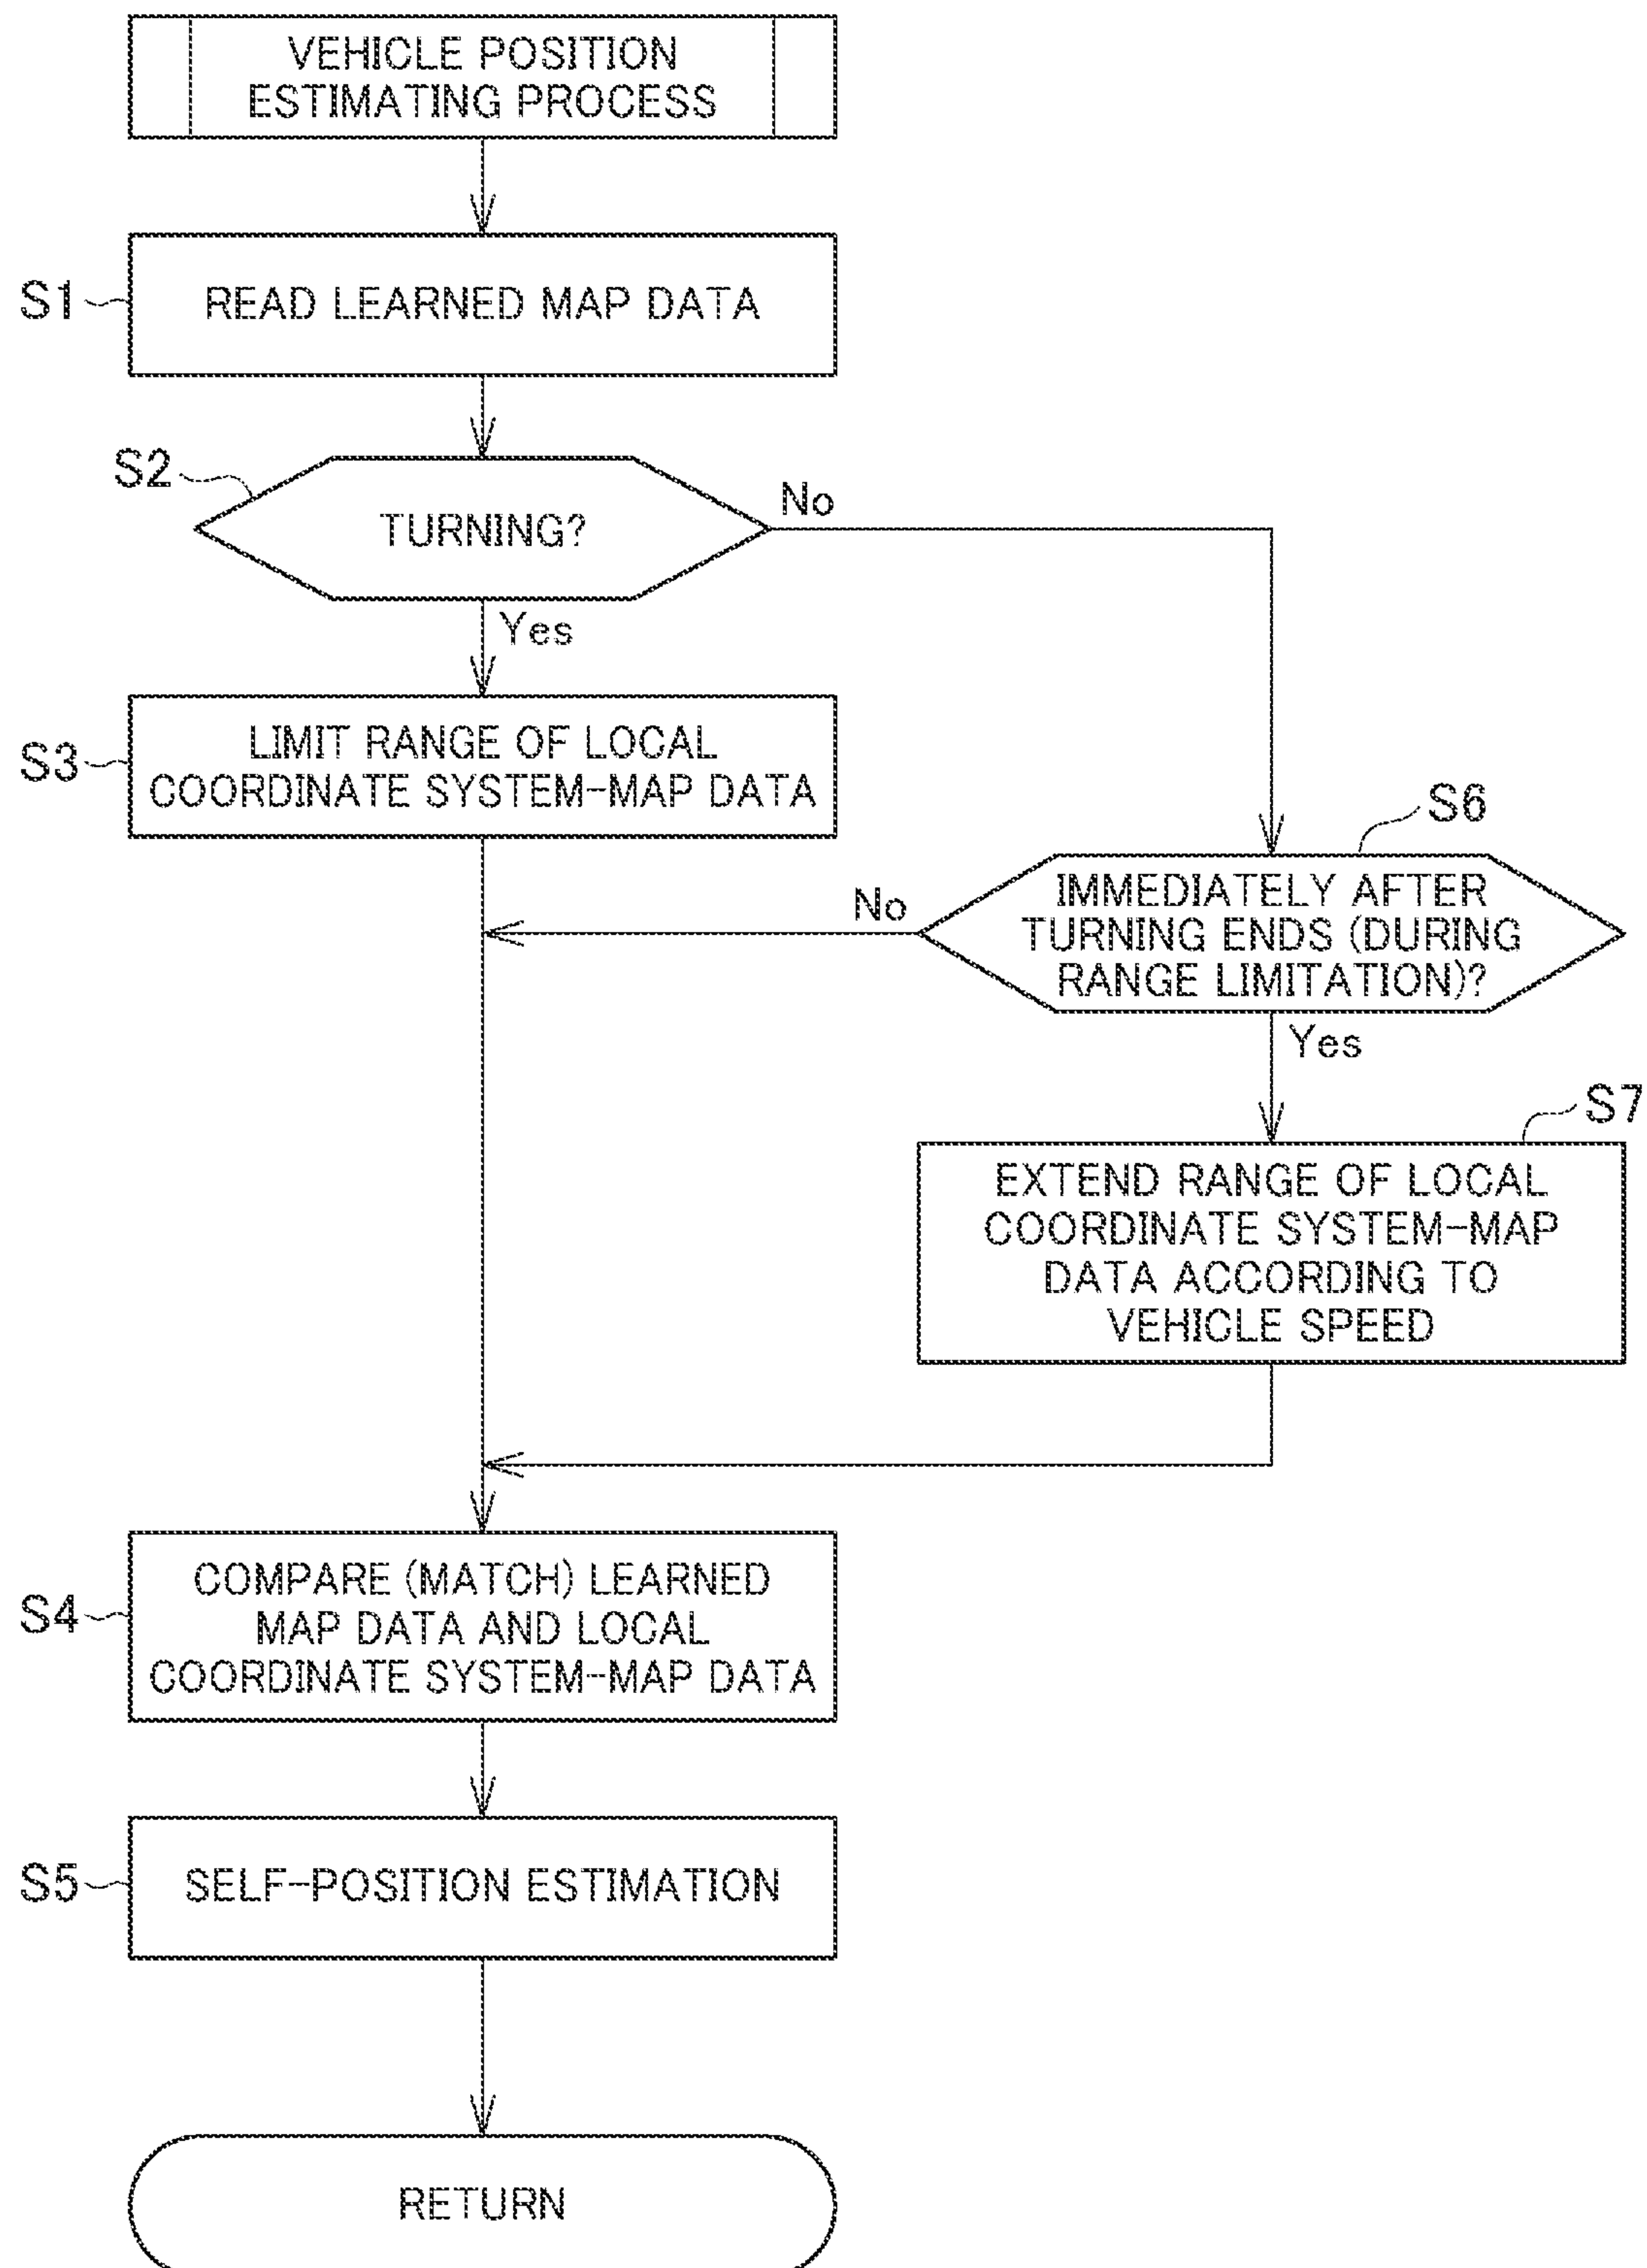 VEHICLE POSITION
ESTIMATING PROCESS
S1
READ LEARNED MAP DATA
S2
TURNING?
No
Yes
S3
LIMIT RANGE OF LOCAL
COORDINATE SYSTEM-MAP DATA
S6
IMMEDIATELY AFTER
TURNING ENDS (DURING
RANGE LIMITATION)?
No
Yes
S7
EXTEND RANGE OF LOCAL
COORDINATE SYSTEM-MAP
DATA ACCORDING TO
VEHICLE SPEED
S4
COMPARE (MATCH) LEARNED
MAP DATA AND LOCAL
COORDINATE SYSTEM-MAP DATA
S5
SELF-POSITION ESTIMATION
RETURN